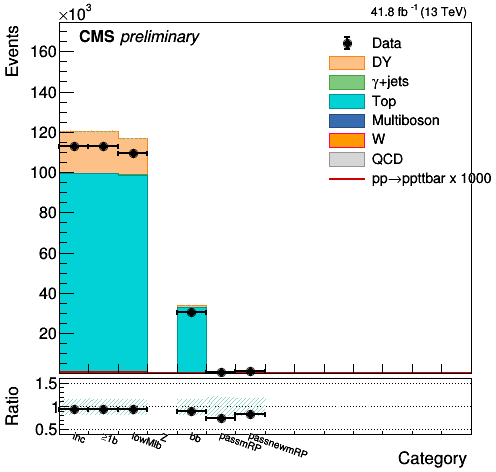 ×10³
41.8 fb⁻¹ (13 TeV)
Events
CMS preliminary
160
140
120
100
80
60
40
20
Data
DY
γ+jets
Top
Multiboson
W
QCD
pp→ppttbar x 1000
Ratio
1.5
1
0.5
inc
≥1b
lowMlb
Z
bb
passmRP
passnewmRP
Category